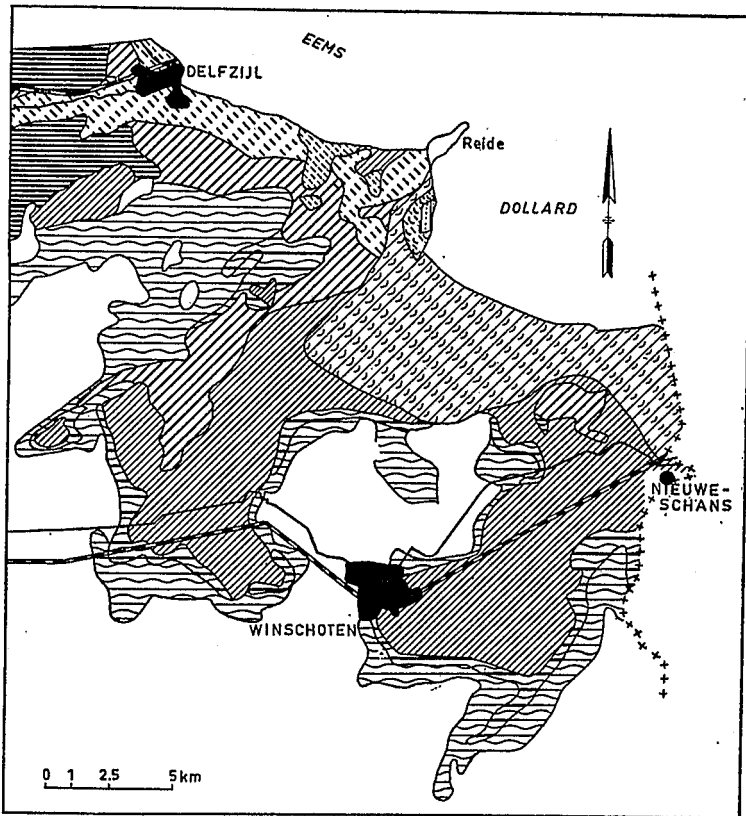 EEMS
DELFZIJL
Reide
DOLLARD
NIEUWE-
SCHANS
WINSCHOTEN
0 1 2.5 5km